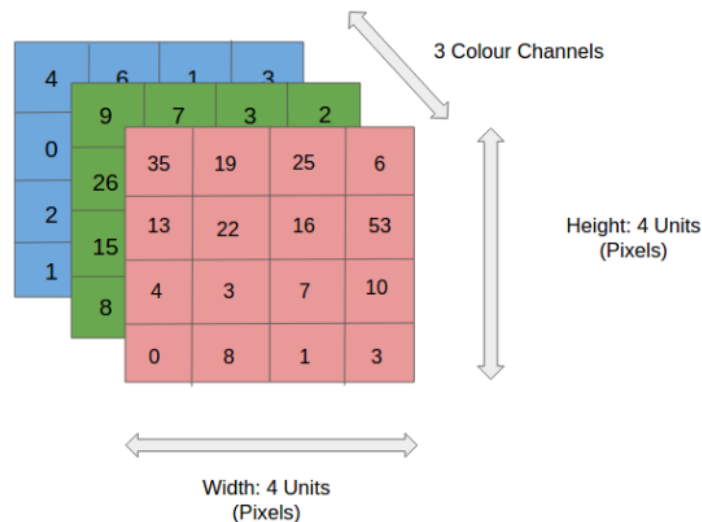 3 Colour Channels
4 6 1 3
9 7 3 2
0
35 19 25 6
26
13 22 16 53
2
15
4 3 7 10
1
8
0 8 1 3
Height: 4 Units
(Pixels)
Width: 4 Units
(Pixels)